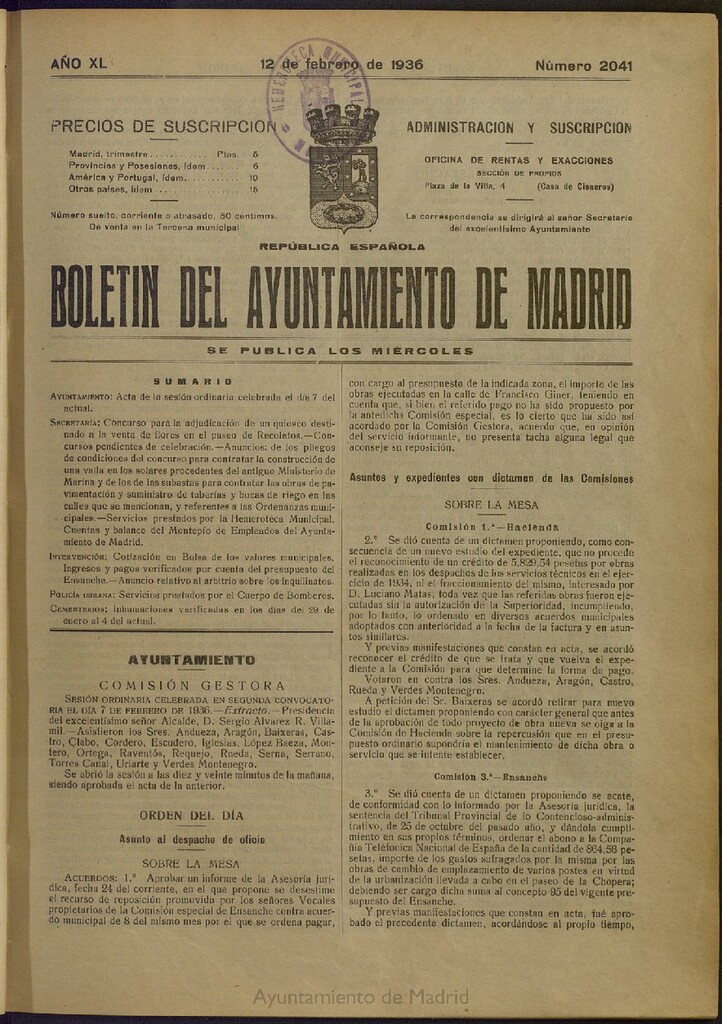 AÑO XL
12 de febrero de 1936
Número 2041
HEMEROTECA MUNICIPAL
PRECIOS DE SUSCRIPCION
Madrid, trimestre............ Ptas. 5
Provincias y Posesiones, ídem....... 6
América y Portugal, ídem........... 10
Otros países, ídem................. 15
Número suelto, corriente o atrasado, 50 céntimos.
De venta en la Tercena municipal
ADMINISTRACION Y SUSCRIPCION
OFICINA DE RENTAS Y EXACCIONES
SECCIÓN DE PROPIOS
Plaza de la Villa, 4 (Casa de Cisneros)
La correspondencia se dirigirá al señor Secretario
del excelentísimo Ayuntamiento
REPÚBLICA ESPAÑOLA
BOLETIN DEL AYUNTAMIENTO DE MADRID
SE PUBLICA LOS MIÉRCOLES
SUMARIO
AYUNTAMIENTO: Acta de la sesión ordinaria celebrada el día 7 del
actual.
SECRETARÍA: Concurso para la adjudicación de un quiosco desti-
nado a la venta de flores en el paseo de Recoletos.—Con-
cursos pendientes de celebración.—Anuncios: de los pliegos
de condiciones del concurso para contratar la construcción de
una valla en los solares procedentes del antiguo Ministerio de
Marina y de los de las subastas para contratar las obras de pa-
vimentación y suministro de tuberías y bocas de riego en las
calles que se mencionan, y referentes a las Ordenanzas muni-
cipales.—Servicios prestados por la Hemeroteca Municipal.
Cuentas y balance del Montepío de Empleados del Ayunta-
miento de Madrid.
INTERVENCIÓN: Cotización en Bolsa de los valores municipales.
Ingresos y pagos verificados por cuenta del presupuesto del
Ensanche.—Anuncio relativo al arbitrio sobre los inquilinatos.
POLICÍA URBANA: Servicios prestados por el Cuerpo de Bomberos.
CEMENTERIOS: Inhumaciones verificadas en los días del 29 de
enero al 4 del actual.
AYUNTAMIENTO
COMISIÓN GESTORA
SESIÓN ORDINARIA CELEBRADA EN SEGUNDA CONVOCATO-
RIA EL DÍA 7 DE FEBRERO DE 1936.—Extracto.—Presidencia
del excelentísimo señor Alcalde, D. Sergio Alvarez R. Villa-
mil.—Asistieron los Sres. Andueza, Aragón, Baixeras, Cas-
tro, Clabo, Cordero, Escudero, Iglesias, López Baeza, Mon-
tero, Ortega, Raventós, Requejo, Rueda, Serna, Serrano,
Torres Canal, Uriarte y Verdes Montenegro.
Se abrió la sesión a las diez y veinte minutos de la mañana,
siendo aprobada el acta de la anterior.
ORDEN DEL DÍA
Asunto al despacho de oficio
SOBRE LA MESA
ACUERDOS: 1.º Aprobar un informe de la Asesoría jurí-
dica, fecha 24 del corriente, en el que propone se desestime
el recurso de reposición promovido por los señores Vocales
propietarios de la Comisión especial de Ensanche contra acuer-
do municipal de 8 del mismo mes por el que se ordena pagar,
con cargo al presupuesto de la indicada zona, el importe de las
obras ejecutadas en la calle de Francisco Giner, teniendo en
cuenta que, si bien el referido pago no ha sido propuesto por
la antedicha Comisión especial, es lo cierto que ha sido así
acordado por la Comisión Gestora, acuerdo que, en opinión
del servicio informante, no presenta tacha alguna legal que
aconseje su reposición.
Asuntos y expedientes con dictamen de las Comisiones
SOBRE LA MESA
Comisión 1.ª—Hacienda
2.º Se dió cuenta de un dictamen proponiendo, como con-
secuencia de un nuevo estudio del expediente, que no procede
el reconocimiento de un crédito de 5.829,54 pesetas por obras
realizadas en los despachos de los servicios técnicos en el ejer-
cicio de 1934, ni el fraccionamiento del mismo, interesado por
D. Luciano Matas, toda vez que las referidas obras fueron eje-
cutadas sin la autorización de la Superioridad, incumpliendo,
por lo tanto, lo ordenado en diversos acuerdos municipales
adoptados con anterioridad a la fecha de la factura y en asun-
tos similares.
Y previas manifestaciones que constan en acta, se acordó
reconocer el crédito de que se trata y que vuelva el expe-
diente a la Comisión para que determine la forma de pago.
Votaron en contra los Sres. Andueza, Aragón, Castro,
Rueda y Verdes Montenegro.
A petición del Sr. Baixeras se acordó retirar para nuevo
estudio el dictamen proponiendo con carácter general que antes
de la aprobación de todo proyecto de obra nueva se oiga a la
Comisión de Hacienda sobre la repercusión que en el presu-
puesto ordinario supondría el mantenimiento de dicha obra o
servicio que se intente establecer.
Comisión 3.ª—Ensanche
3.º Se dió cuenta de un dictamen proponiendo se acate,
de conformidad con lo informado por la Asesoría jurídica, la
sentencia del Tribunal Provincial de lo Contencioso-adminis-
trativo, de 25 de octubre del pasado año, y dándola cumpli-
miento en sus propios términos, ordenar el abono a la Compa-
ñía Telefónica Nacional de España de la cantidad de 864,56 pe-
setas, importe de los gastos sufragados por la misma por las
obras de cambio de emplazamiento de varios postes en virtud
de la urbanización llevada a cabo en el paseo de la Chopera;
debiendo ser cargo dicha suma al concepto 85 del vigente pre-
supuesto del Ensanche.
Y previas manifestaciones que constan en acta, fué apro-
bado el precedente dictamen, acordándose al propio tiempo,
Ayuntamiento de Madrid